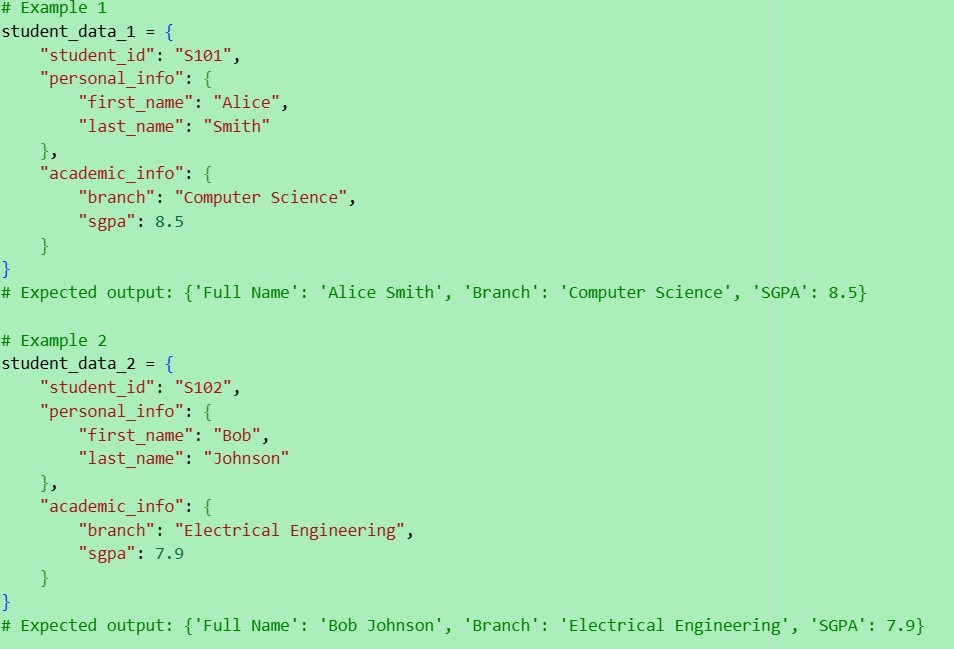 # Example 1
student_data_1 = {
    "student_id": "S101",
    "personal_info": {
        "first_name": "Alice",
        "last_name": "Smith"
    },
    "academic_info": {
        "branch": "Computer Science",
        "sgpa": 8.5
    }
}
# Expected output: {'Full Name': 'Alice Smith', 'Branch': 'Computer Science', 'SGPA': 8.5}

# Example 2
student_data_2 = {
    "student_id": "S102",
    "personal_info": {
        "first_name": "Bob",
        "last_name": "Johnson"
    },
    "academic_info": {
        "branch": "Electrical Engineering",
        "sgpa": 7.9
    }
}
# Expected output: {'Full Name': 'Bob Johnson', 'Branch': 'Electrical Engineering', 'SGPA': 7.9}